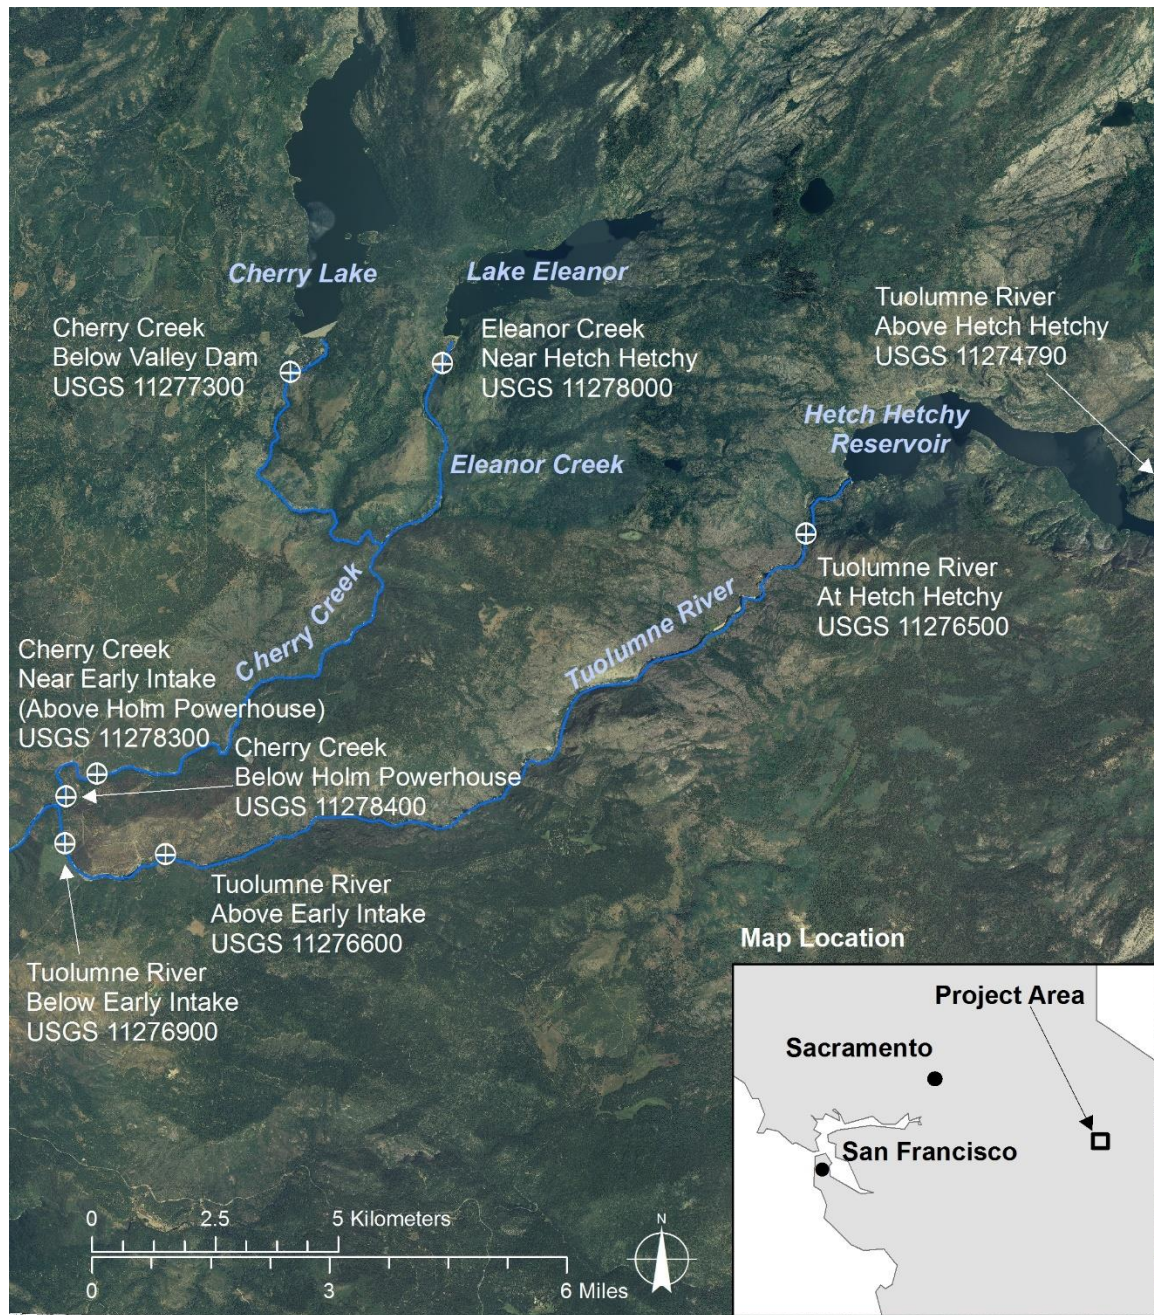 Cherry Lake
Lake Eleanor
Cherry Creek
Below Valley Dam
USGS 11277300
Eleanor Creek
Near Hetch Hetchy
USGS 11278000
Tuolumne River
Above Hetch Hetchy
USGS 11274790
Hetch Hetchy
Reservoir
Eleanor Creek
Tuolumne River
At Hetch Hetchy
USGS 11276500
Cherry Creek
Tuolumne River
Cherry Creek
Near Early Intake
(Above Holm Powerhouse)
USGS 11278300
Cherry Creek
Below Holm Powerhouse
USGS 11278400
Tuolumne River
Above Early Intake
USGS 11276600
Tuolumne River
Below Early Intake
USGS 11276900
Map Location
Project Area
Sacramento
San Francisco
0 2.5 5 Kilometers
0 3 6 Miles
N